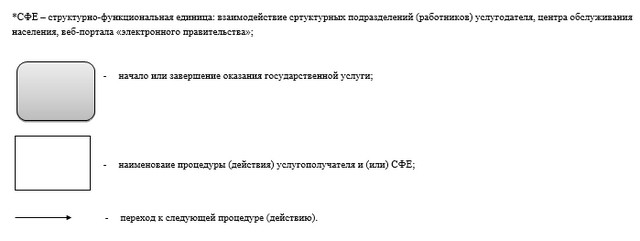 *СФЕ – структурно-функциональная единица: взаимодействие сртуктурных подразделений (работников) услугодателя, центра обслуживания
населения, веб-портала «электронного правительства»;
- начало или завершение оказания государственной услуги;
- наименоваие процедуры (действия) услугополучателя и (или) СФЕ;
- переход к следующей процедуре (действию).